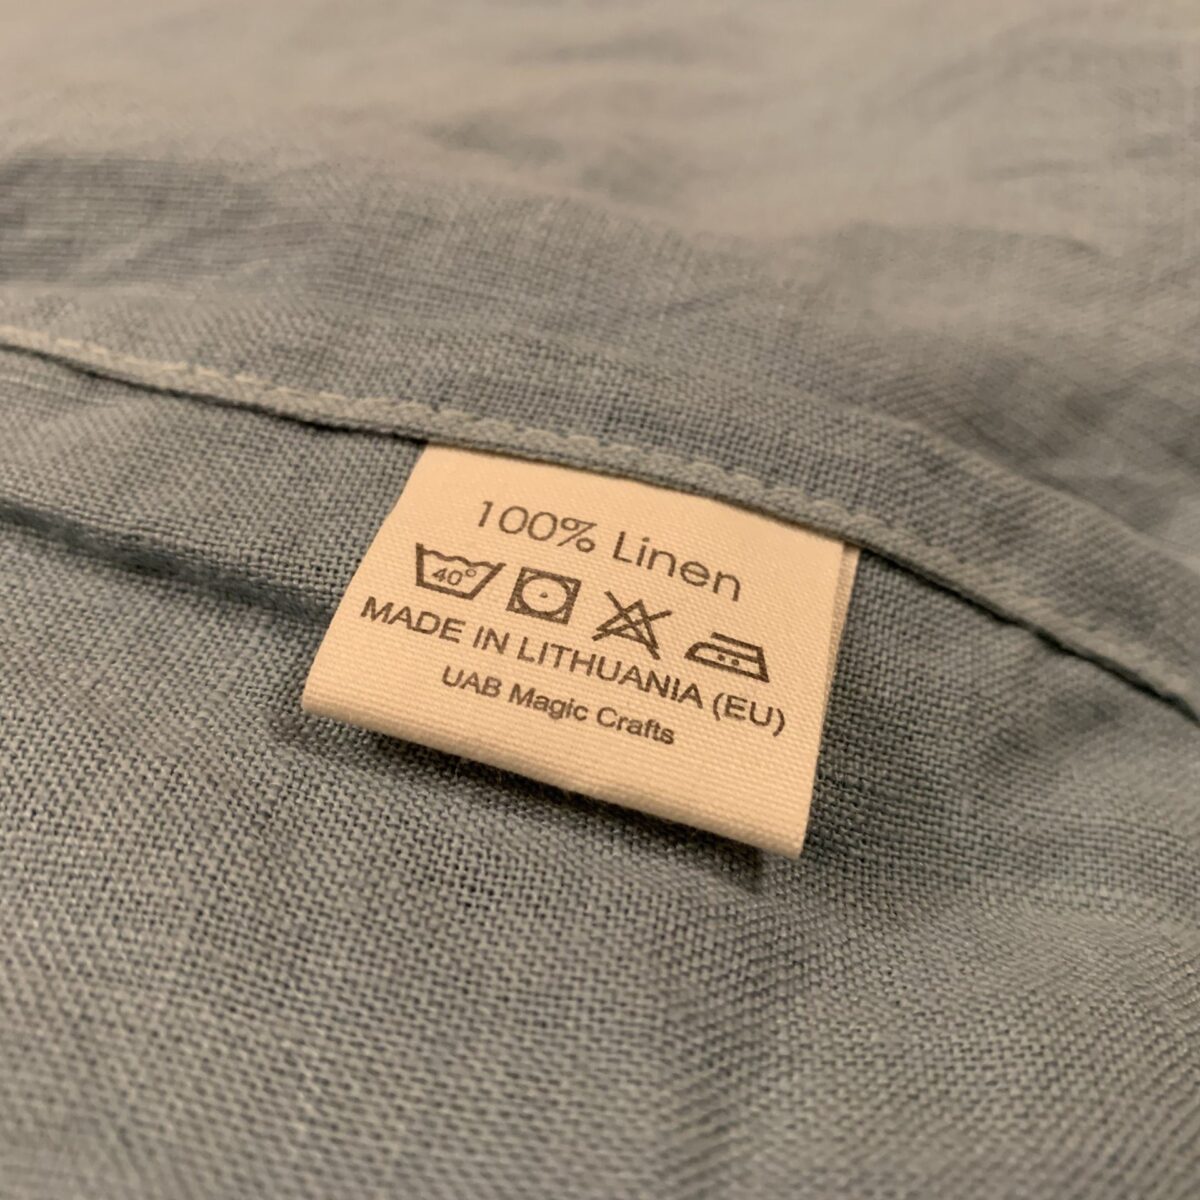 100% Linen
40°
MADE IN LITHUANIA (EU)
UAB Magic Crafts